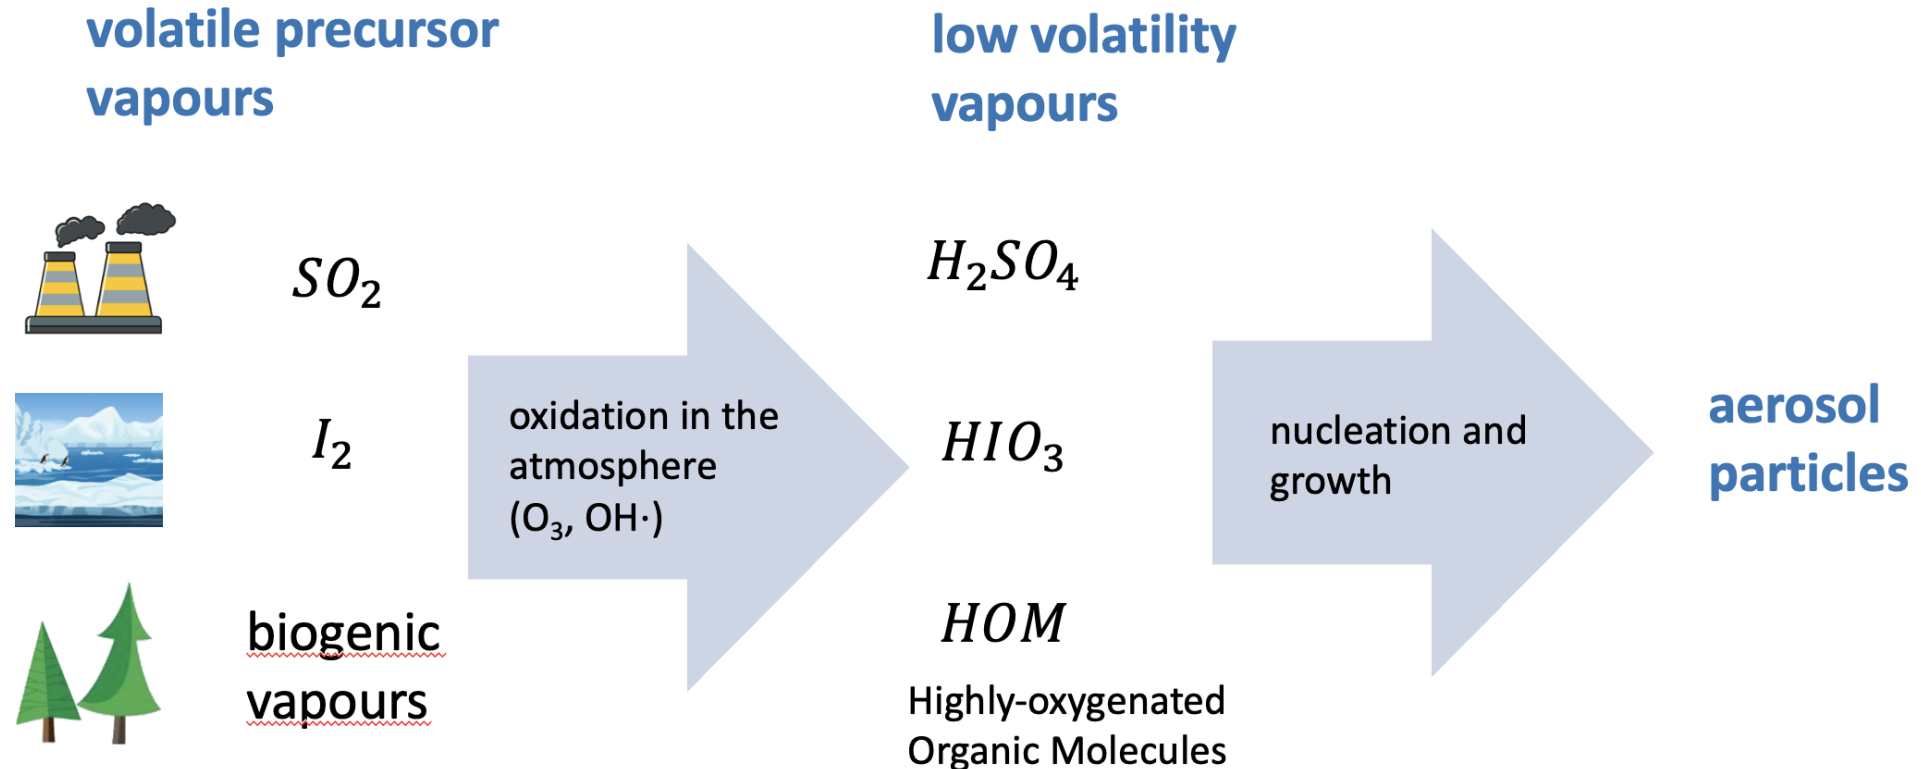 volatile precursor
vapours
low volatility
vapours
SO₂
H₂SO₄
I₂
oxidation in the
atmosphere
(O₃, OH·)
HIO₃
nucleation and
growth
aerosol
particles
biogenic
vapours
HOM
Highly-oxygenated
Organic Molecules